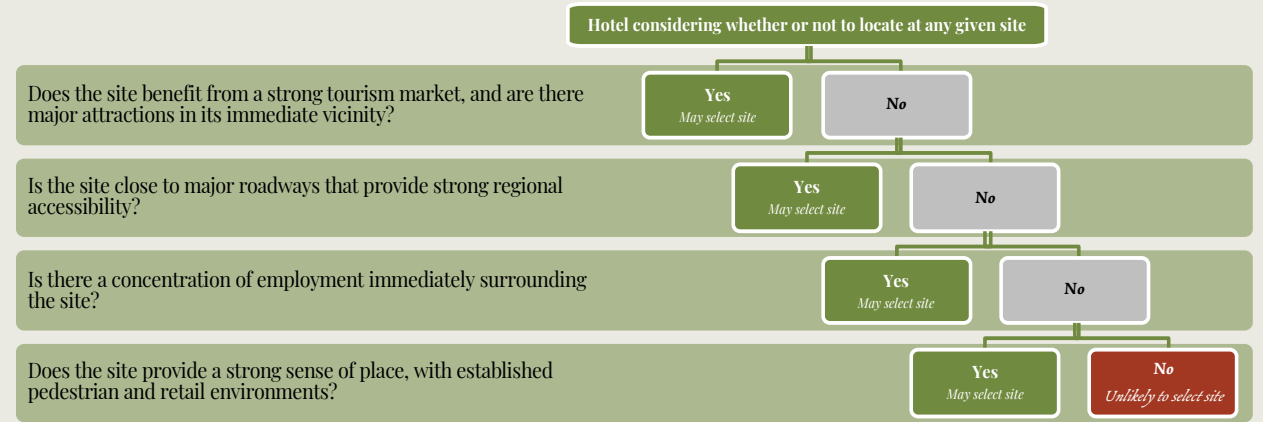 Hotel considering whether or not to locate at any given site
Does the site benefit from a strong tourism market, and are there
major attractions in its immediate vicinity?
Yes
May select site
No
Is the site close to major roadways that provide strong regional
accessibility?
Yes
May select site
No
Is there a concentration of employment immediately surrounding
the site?
Yes
May select site
No
Does the site provide a strong sense of place, with established
pedestrian and retail environments?
Yes
May select site
No
Unlikely to select site